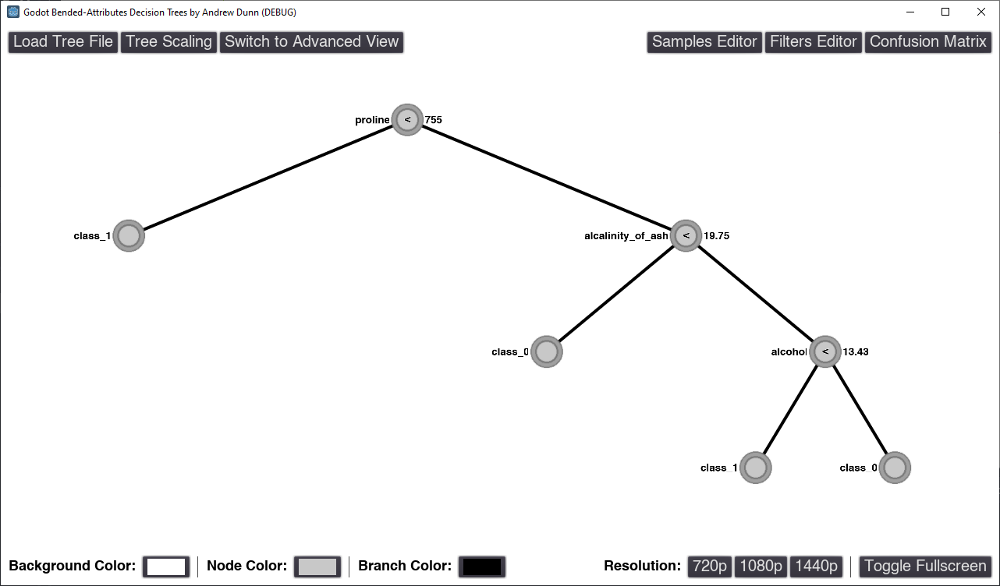 Godot Bended-Attributes Decision Trees by Andrew Dunn (DEBUG)
Load Tree File Tree Scaling Switch to Advanced View Samples Editor Filters Editor Confusion Matrix
proline < 755
class_1 alcalinity_of_ash < 19.75
class_0 alcohol < 13.43
class_1 class_0
Background Color: Node Color: Branch Color: Resolution: 720p 1080p 1440p Toggle Fullscreen